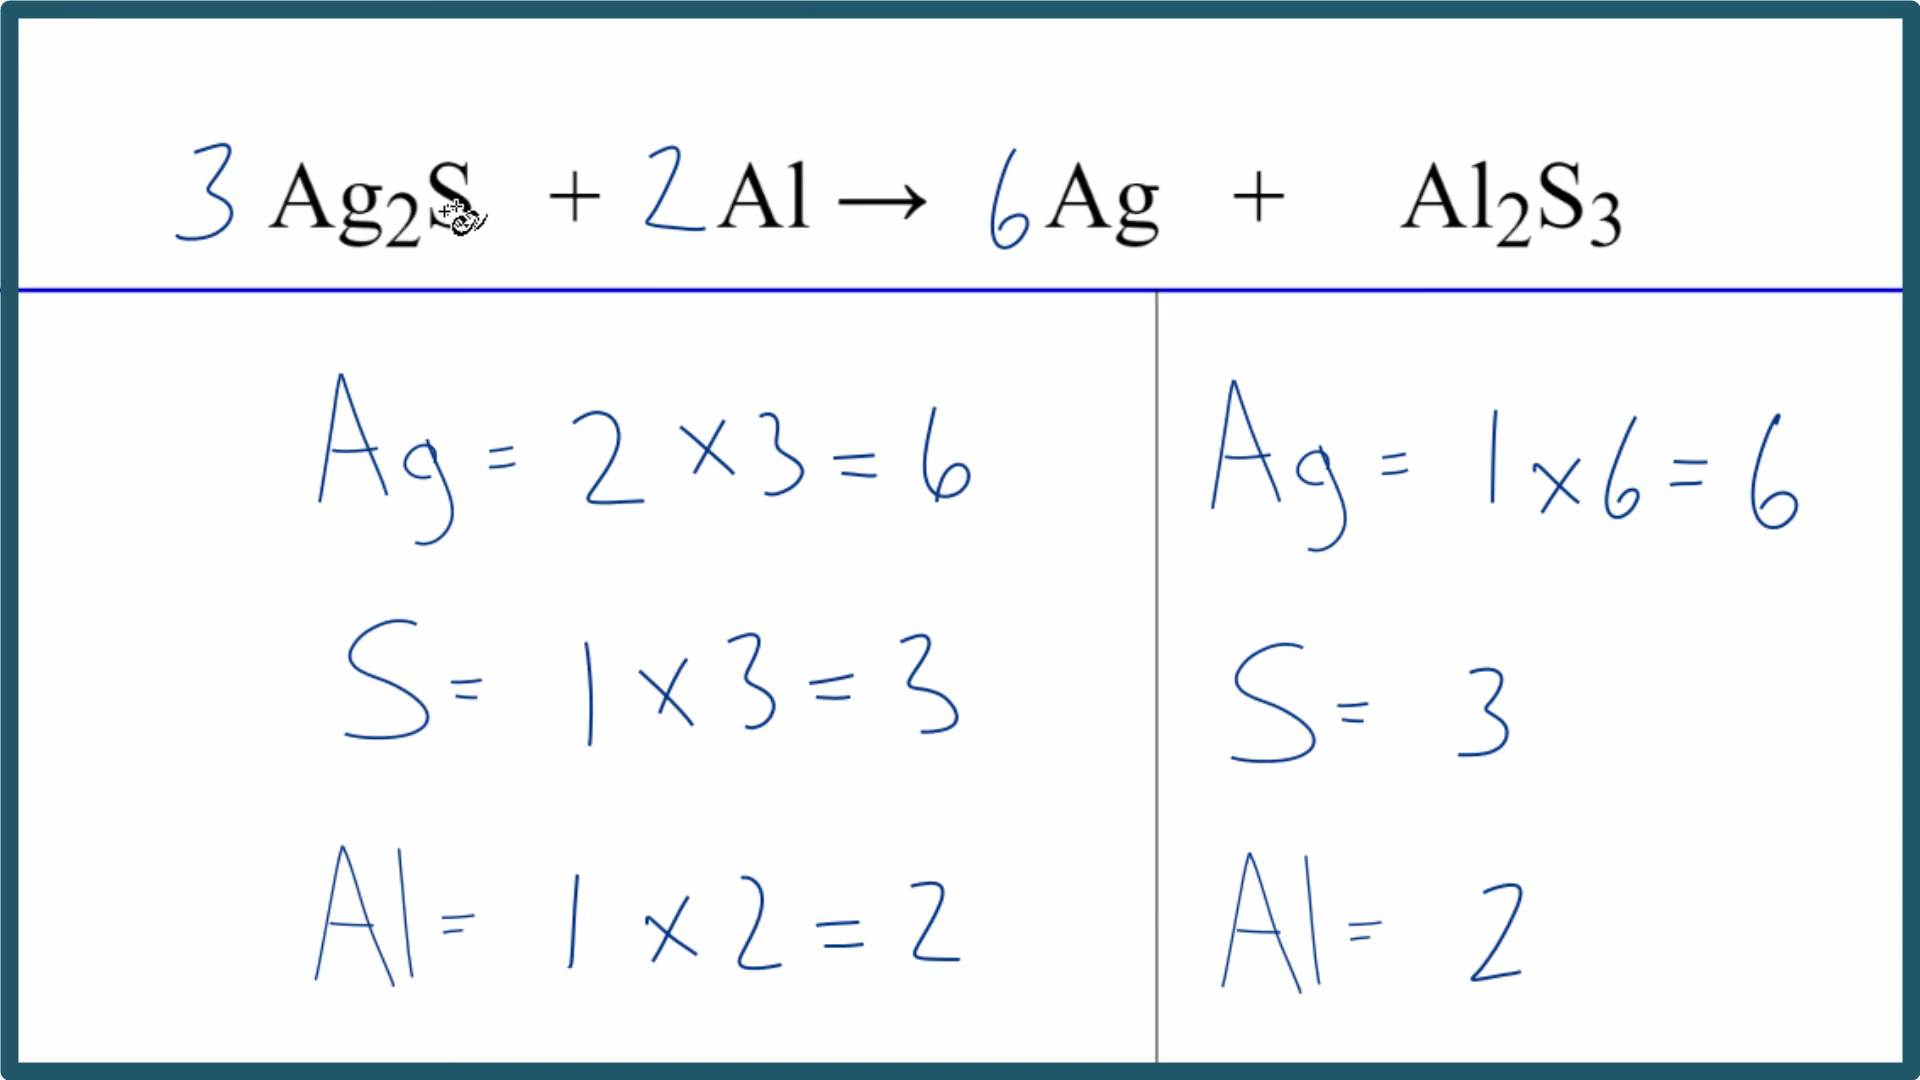 3 Ag₂S + 2 Al → 6 Ag + Al₂S₃
Ag = 2 × 3 = 6
S = 1 × 3 = 3
Al = 1 × 2 = 2
Ag = 1 × 6 = 6
S = 3
Al = 2